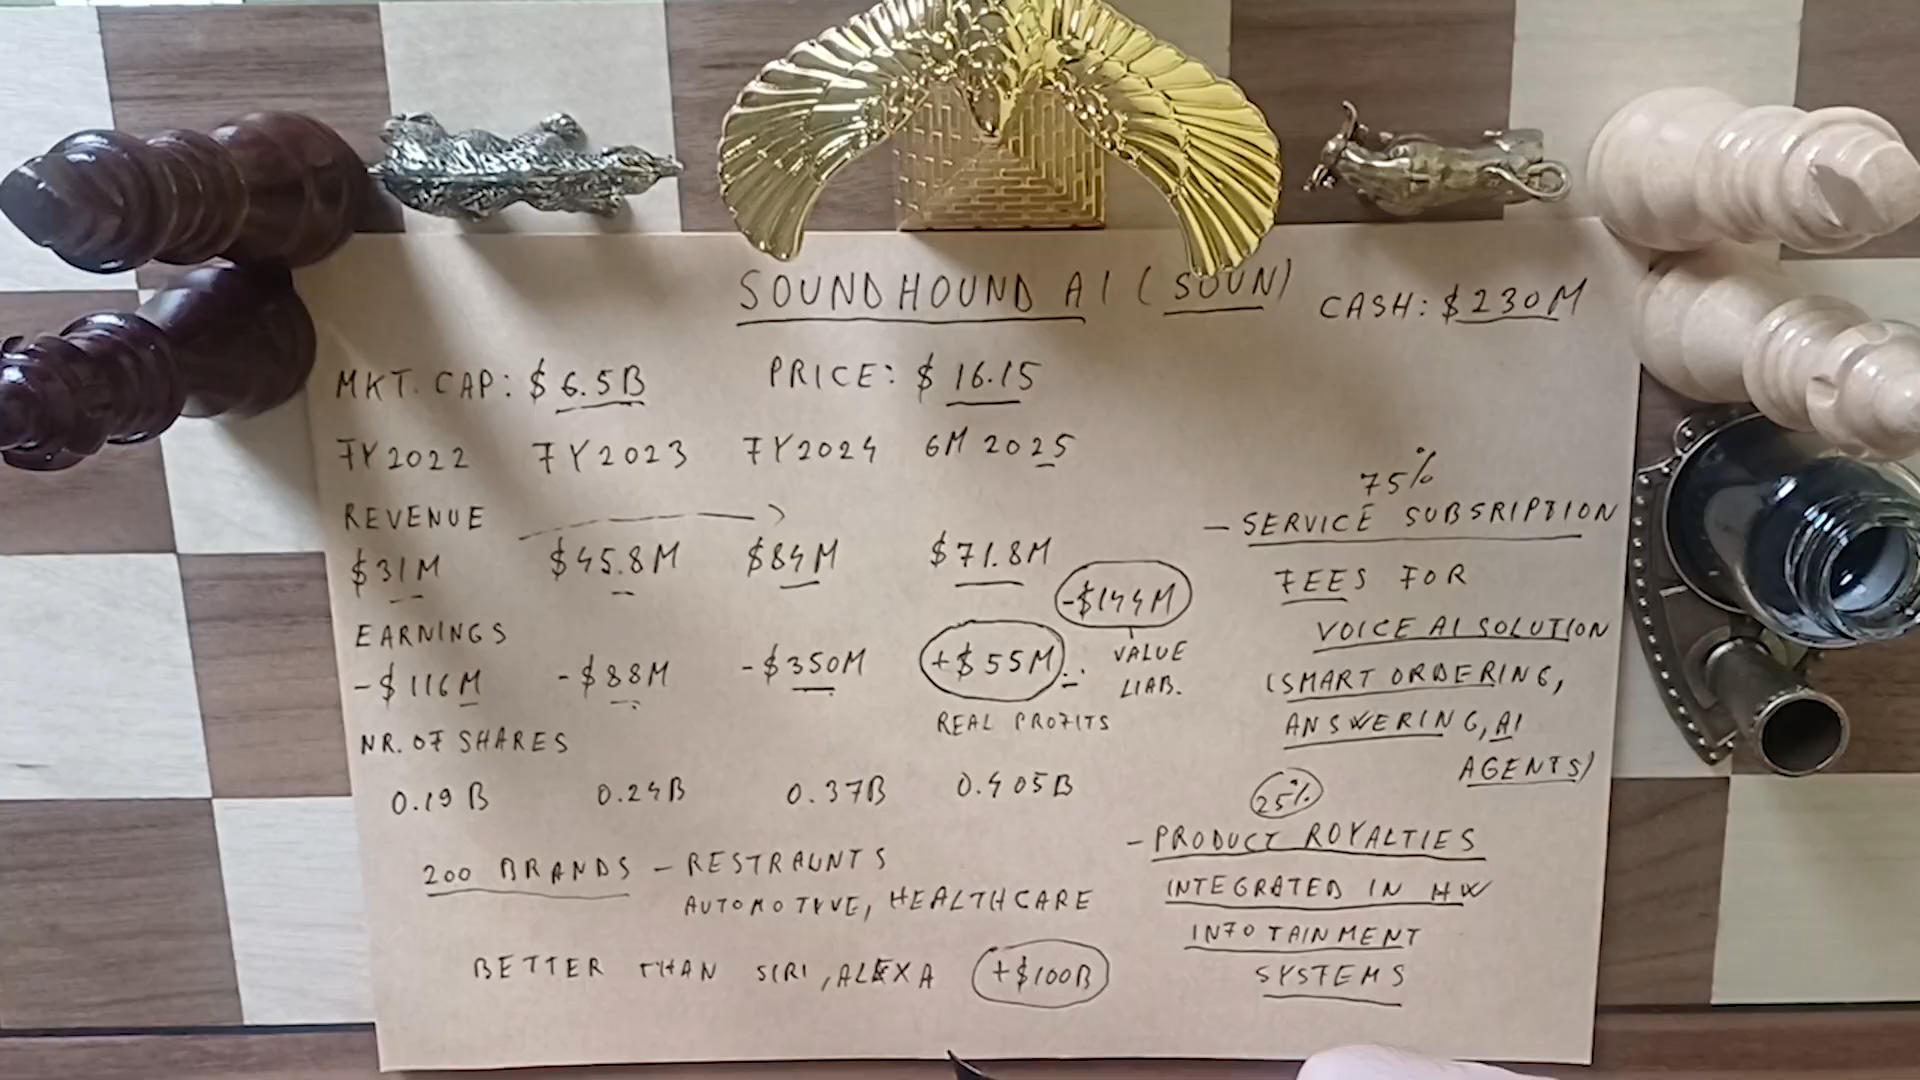 SOUNDHOUND AI (SOUN)
CASH: $230M
MKT. CAP: $6.5B PRICE: $16.15
FY2022 FY2023 FY2024 6M 2025
REVENUE
$31M $45.8M $84M $71.8M
EARNINGS
-$116M -$88M -$350M +$55M
-$144M
VALUE
LIAB.
REAL PROFITS
NR. OF SHARES
0.19B 0.24B 0.37B 0.405B
200 BRANDS - RESTRAUNTS
AUTOMOTIVE, HEALTHCARE
BETTER THAN SIRI, ALEXA +$100B
75%
- SERVICE SUBSRIPTION
FEES FOR
VOICE AI SOLUTION
(SMART ORDERING,
ANSWERING, AI
AGENTS)
25%
- PRODUCT ROYALTIES
INTEGRATED IN HW
INFOTAINMENT
SYSTEMS